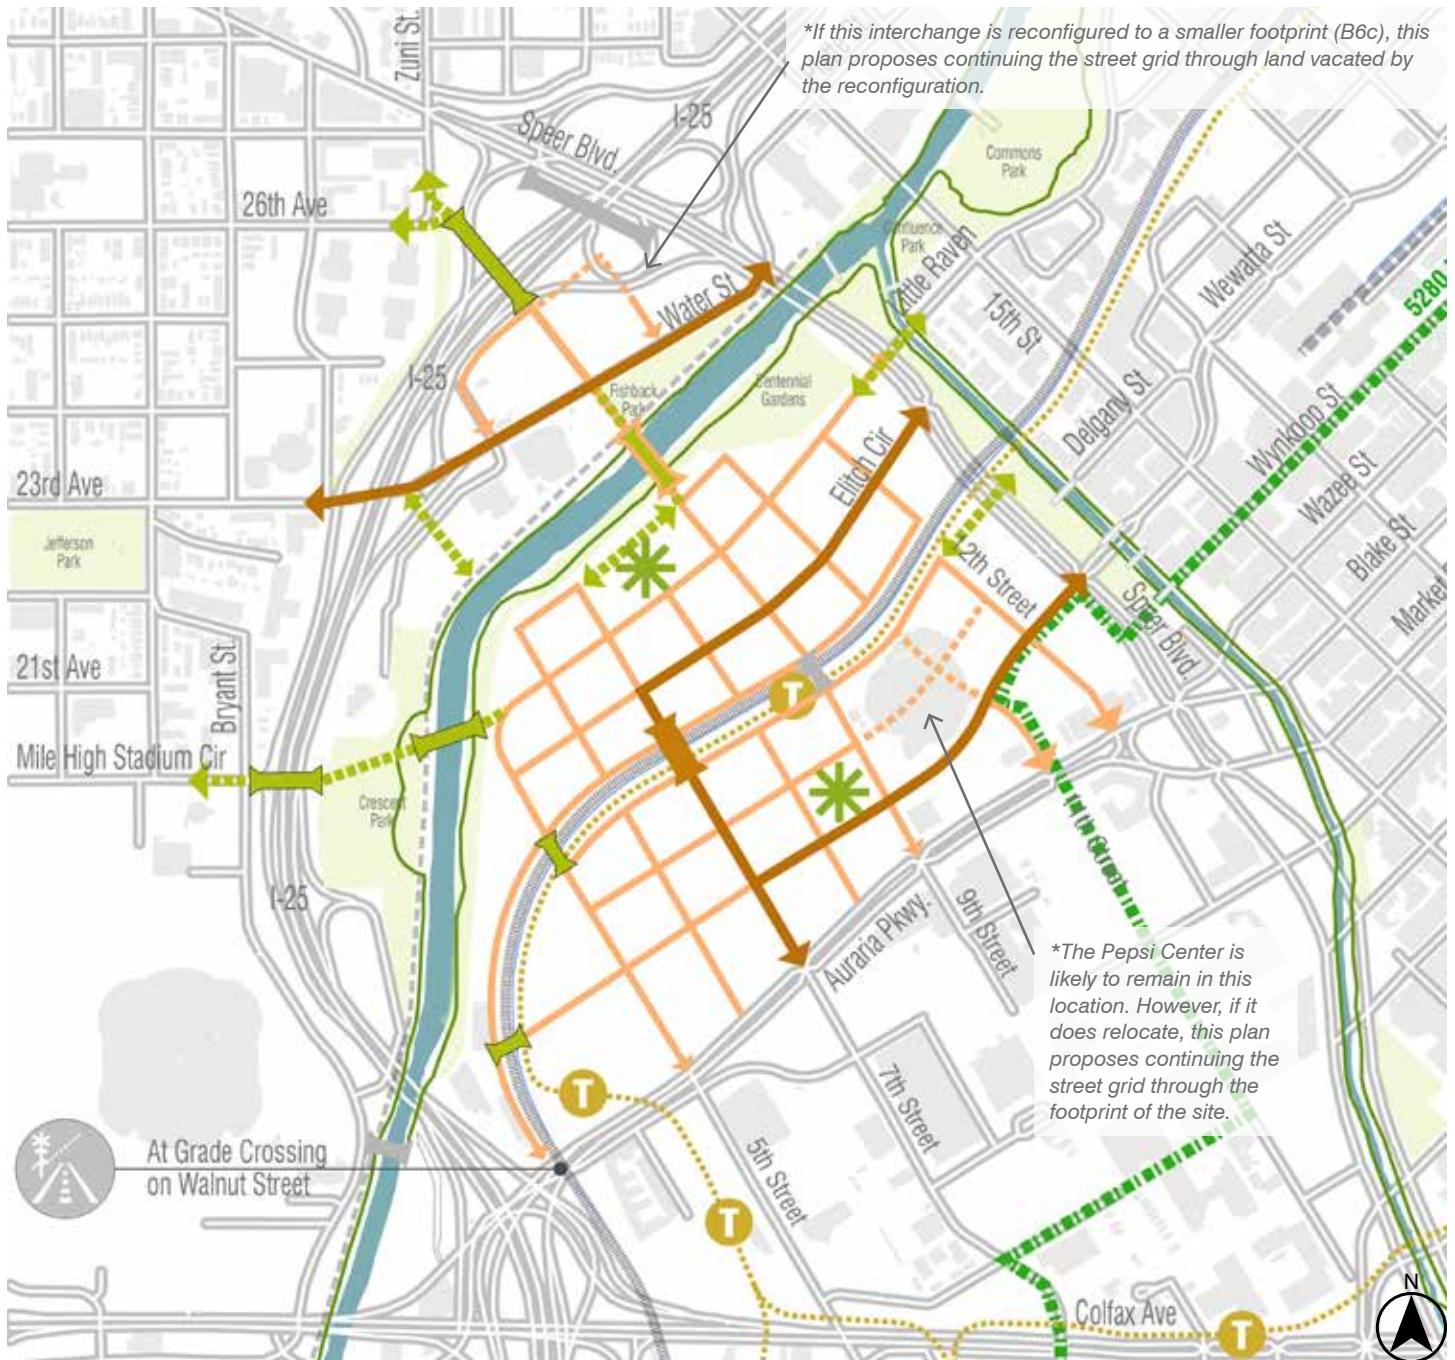 *If this interchange is reconfigured to a smaller footprint (B6c), this
plan proposes continuing the street grid through land vacated by
the reconfiguration.
Zuni St.
I-25
Speer Blvd.
Commons
Park
26th Ave
Confluence
Park
Little Raven
Wewatta St
15th St
5280
Water St
I-25
Fishback
Park
Centennial
Gardens
Delgany St
Wynkoop St
Elitch Cir
23rd Ave
Wazee St
Jefferson
Park
Blake St
12th Street
Market
Speer Blvd.
21st Ave
Bryant St.
T
Mile High Stadium Cir
Crescent
Park
11th Street
I-25
9th Street
Auraria Pkwy.
*The Pepsi Center is
likely to remain in this
location. However, if it
does relocate, this plan
proposes continuing the
street grid through the
footprint of the site.
T
7th Street
At Grade Crossing
on Walnut Street
5th Street
T
N
Colfax Ave
T